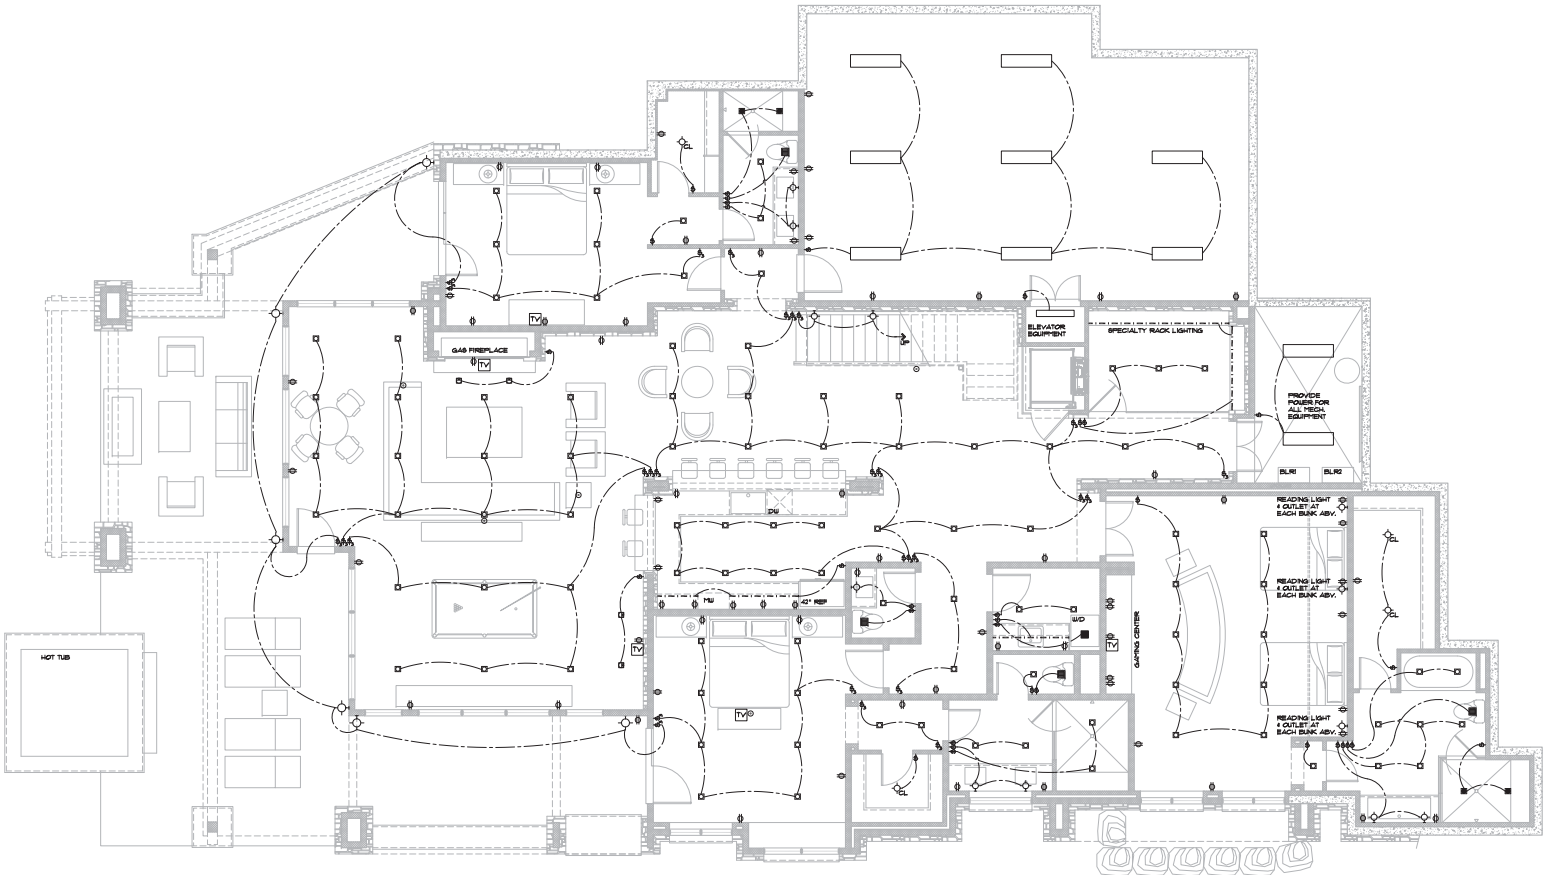 CL
TV
ELEVATOR
EQUIPMENT
SPECIALTY RACK LIGHTING
UP
GAS FIREPLACE
TV
PROVIDE
POWER FOR
ALL MECH.
EQUIPMENT
BLR1
BLR2
DW
READING LIGHT
& OUTLET AT
EACH BUNK ABV.
CL
READING LIGHT
& OUTLET AT
EACH BUNK ABV.
MW
42" REF
CL
W/D
GAMING CENTER
TV
TV
HOT TUB
TV
READING LIGHT
& OUTLET AT
EACH BUNK ABV.
CL